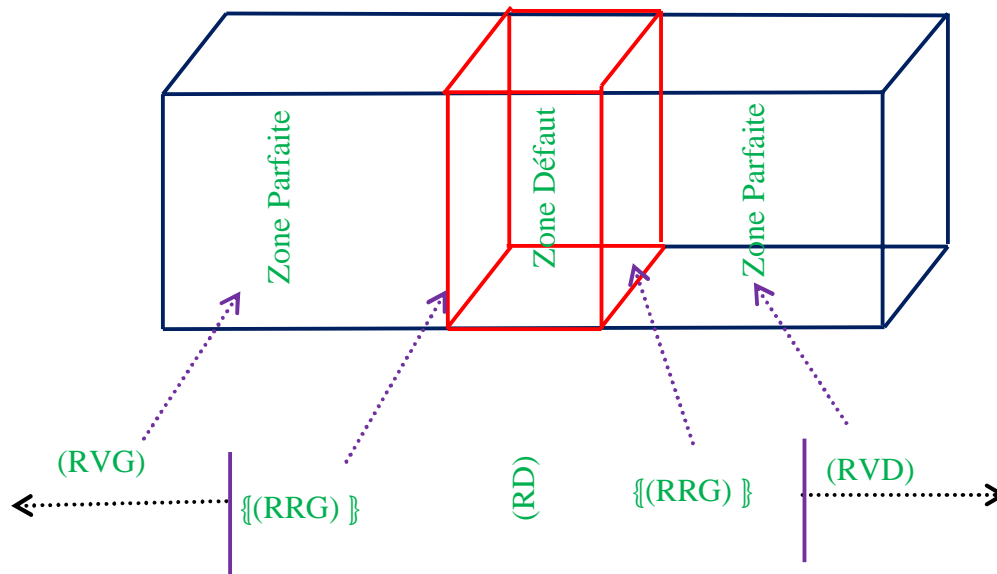 Zone Parfaite
Zone Défaut
Zone Parfaite
(RVG)
{(RRG) }
(RD)
{(RRG) }
(RVD)